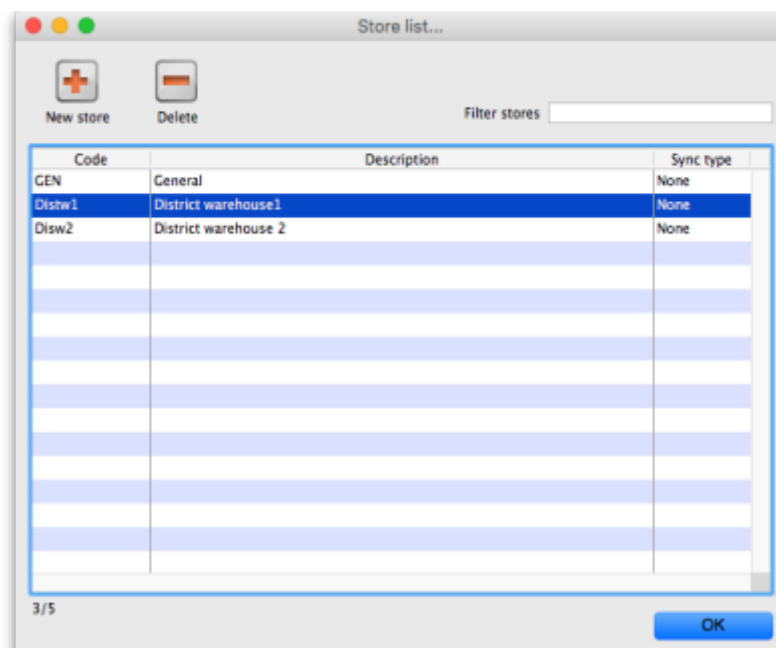 Store list...
New store Delete Filter stores
Code Description Sync type
GEN General None
Distw1 District warehouse1 None
Disw2 District warehouse 2 None
3/5
OK